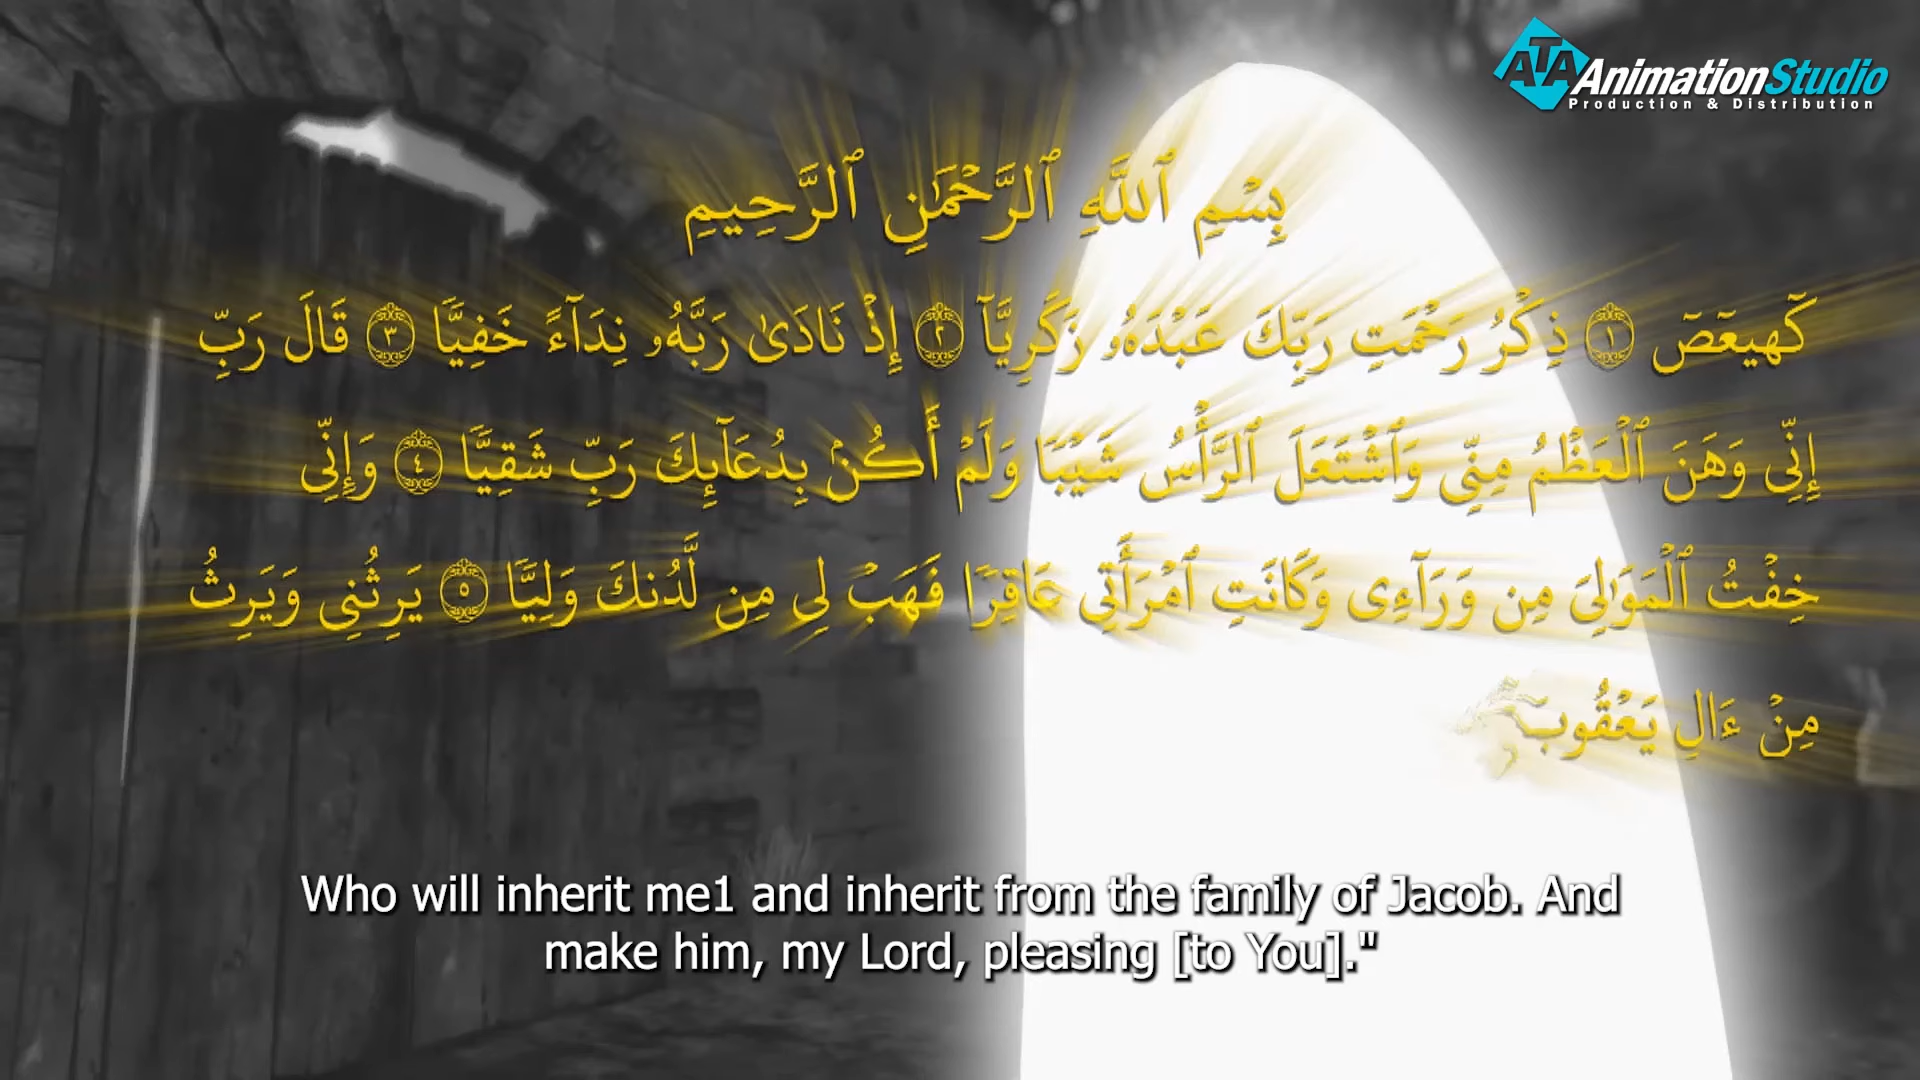 ATA AnimationStudio
Production & Distribution
بِسْمِ ٱللَّهِ ٱلرَّحْمَٰنِ ٱلرَّحِيمِ
كٓهيعٓصٓ ١ ذِكْرُ رَحْمَتِ رَبِّكَ عَبْدَهُۥ زَكَرِيَّآ ٢ إِذْ نَادَىٰ رَبَّهُۥ نِدَآءً خَفِيًّا ٣ قَالَ رَبِّ
إِنِّى وَهَنَ ٱلْعَظْمُ مِنِّى وَٱشْتَعَلَ ٱلرَّأْسُ شَيْبًا وَلَمْ أَكُنۢ بِدُعَآئِكَ رَبِّ شَقِيًّا ٤ وَإِنِّى
خِفْتُ ٱلْمَوَٰلِىَ مِن وَرَآءِى وَكَانَتِ ٱمْرَأَتِى عَاقِرًا فَهَبْ لِى مِن لَّدُنكَ وَلِيًّا ٥ يَرِثُنِى وَيَرِثُ
مِنْ ءَالِ يَعْقُوبَ
Who will inherit me1 and inherit from the family of Jacob. And
make him, my Lord, pleasing [to You]."